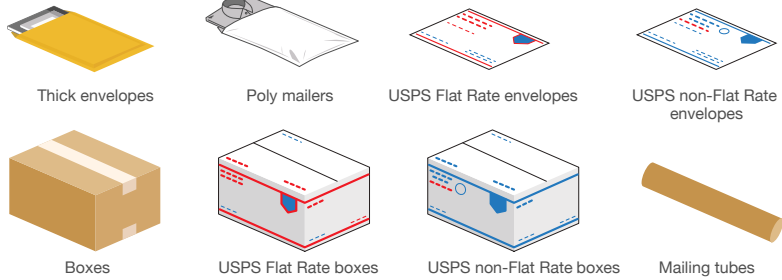 Thick envelopes
Poly mailers
USPS Flat Rate envelopes
USPS non-Flat Rate
envelopes
Boxes
USPS Flat Rate boxes
USPS non-Flat Rate boxes
Mailing tubes